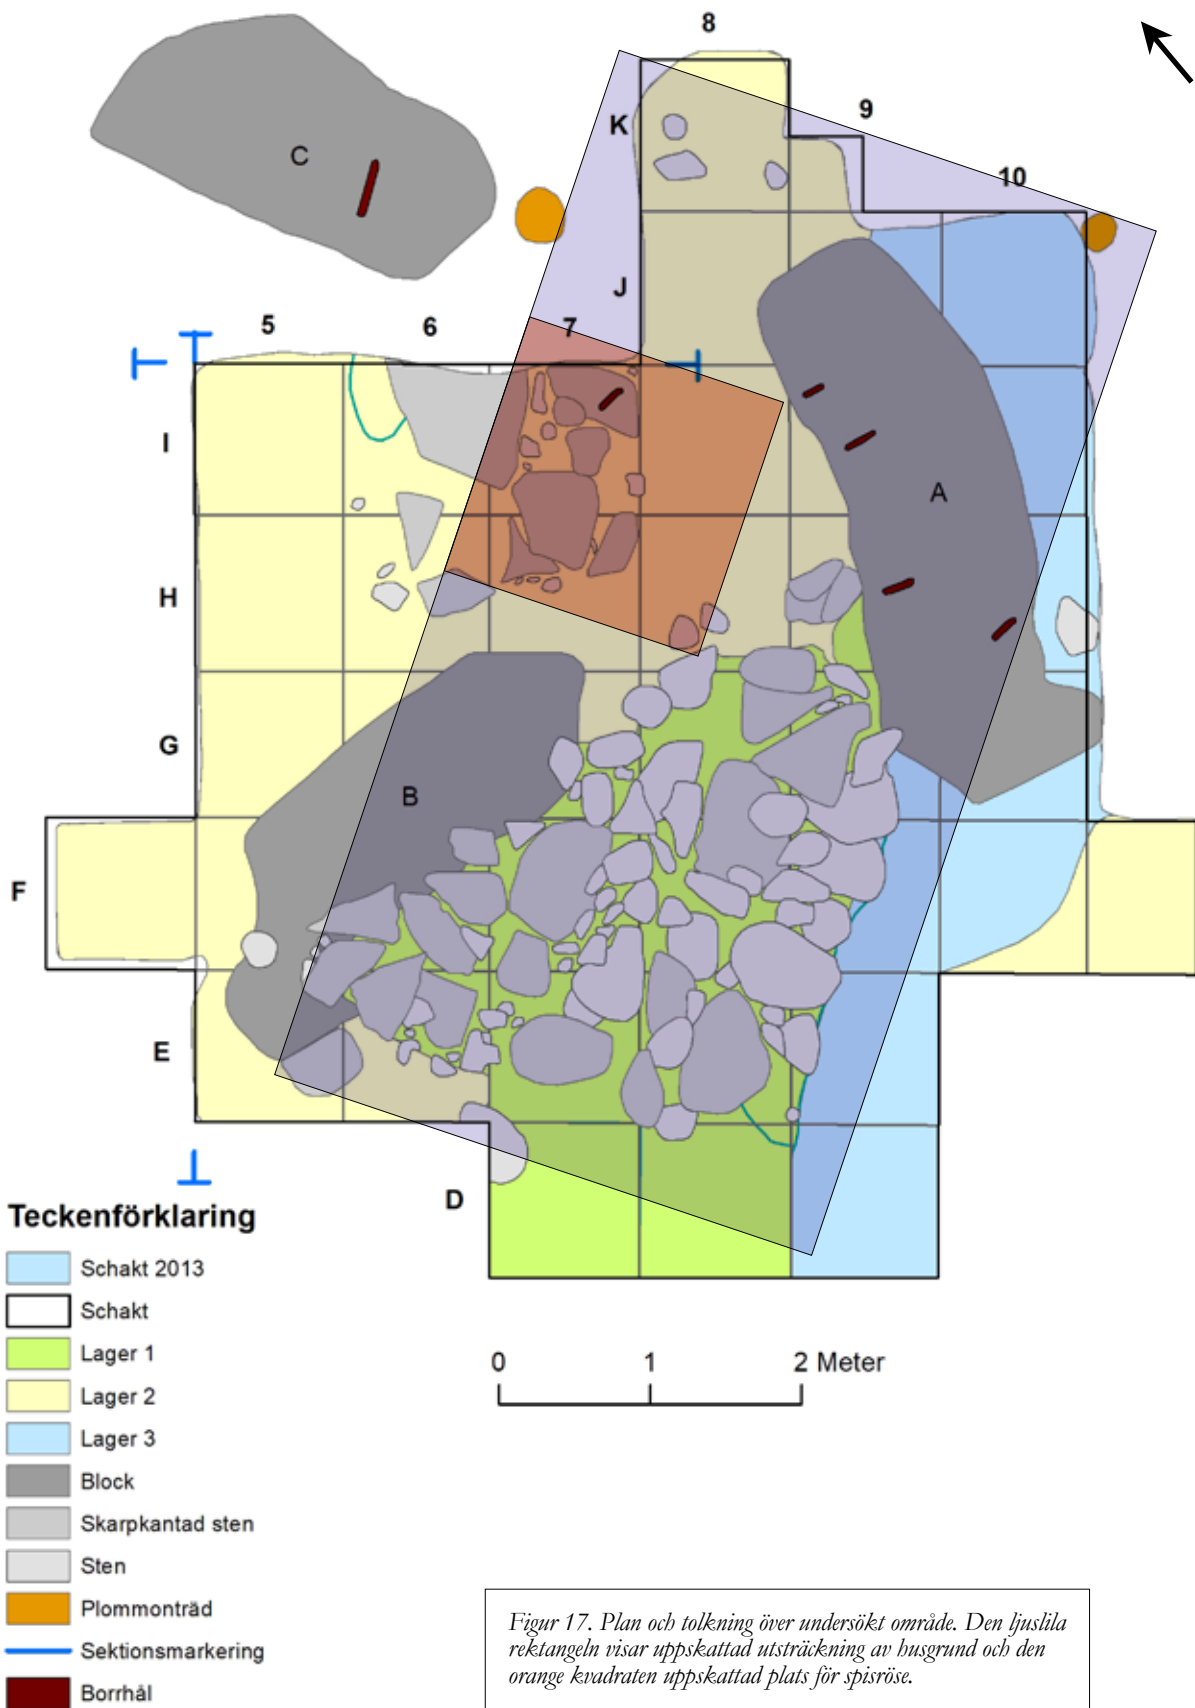 8
K
9
C
10
J
5
6
7
I
A
H
G
B
F
E
D
Teckenförklaring
Schakt 2013
Schakt
Lager 1
Lager 2
Lager 3
Block
Skarpkantad sten
Sten
Plommonträd
Sektionsmarkering
Borrhål
0 1 2 Meter
Figur 17. Plan och tolkning över undersökt område. Den ljuslila
rektangeln visar uppskattad utsträckning av husgrund och den
orange kvadraten uppskattad plats för spisröse.